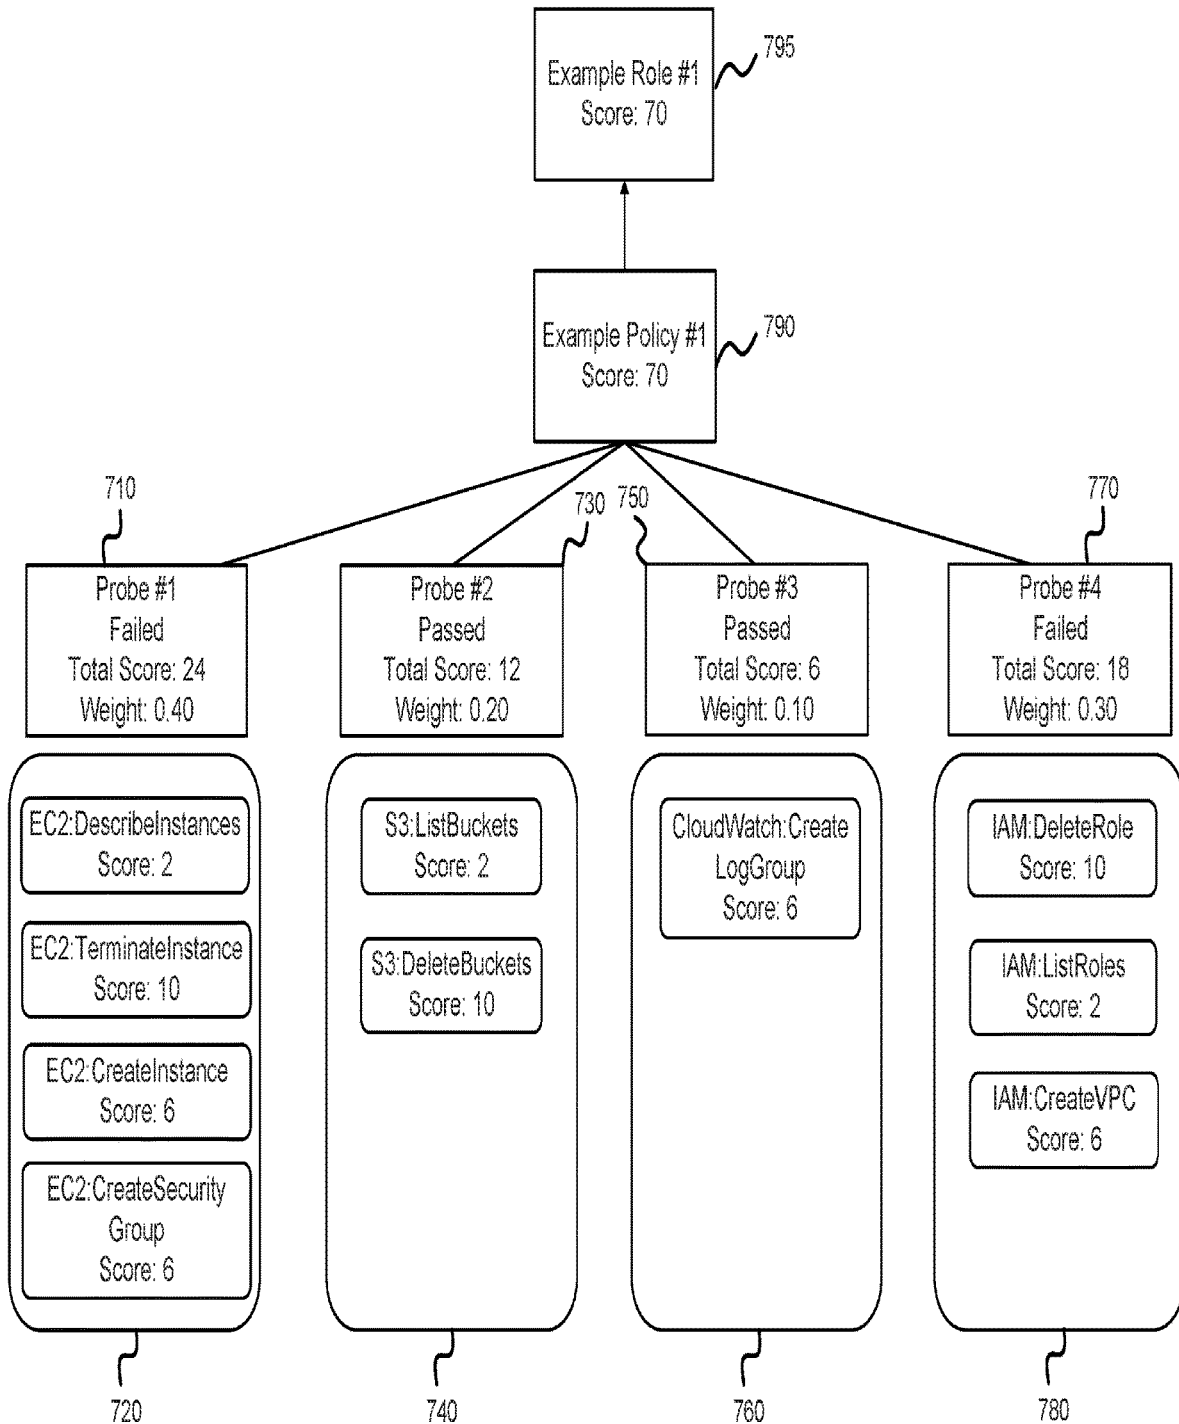 795
Example Role #1
Score: 70
790
Example Policy #1
Score: 70
710
730
750
770
Probe #1
Failed
Total Score: 24
Weight: 0.40
Probe #2
Passed
Total Score: 12
Weight: 0.20
Probe #3
Passed
Total Score: 6
Weight: 0.10
Probe #4
Failed
Total Score: 18
Weight: 0.30
EC2:DescribeInstances
Score: 2
EC2:TerminateInstance
Score: 10
EC2:CreateInstance
Score: 6
EC2:CreateSecurity
Group
Score: 6
S3:ListBuckets
Score: 2
S3:DeleteBuckets
Score: 10
CloudWatch:Create
LogGroup
Score: 6
IAM:DeleteRole
Score: 10
IAM:ListRoles
Score: 2
IAM:CreateVPC
Score: 6
720
740
760
780